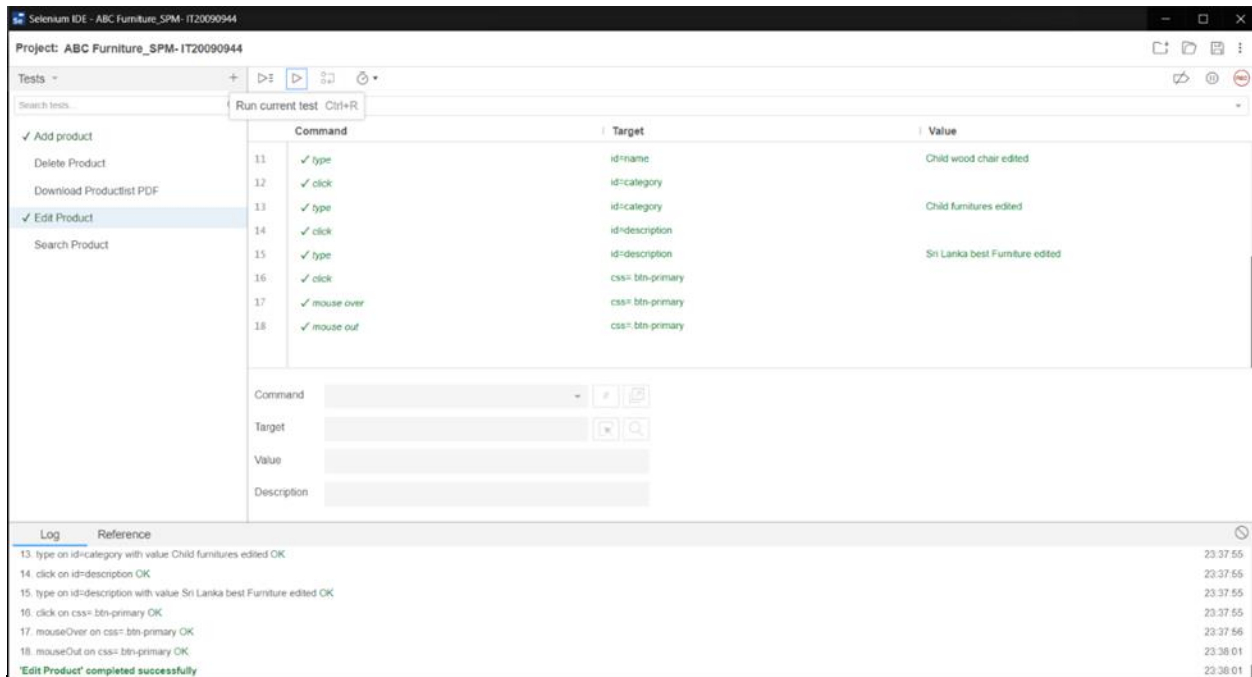 Selenium IDE - ABC Furniture_SPM- IT20090944
Project: ABC Furniture_SPM- IT20090944
Tests
Search tests...
Run current test Ctrl+R
Command Target Value
✓ Add product
Delete Product
Download Productlist PDF
✓ Edit Product
Search Product
11 ✓ type id=name Child wood chair edited
12 ✓ click id=category
13 ✓ type id=category Child furnitures edited
14 ✓ click id=description
15 ✓ type id=description Sri Lanka best Furniture edited
16 ✓ click css=.btn-primary
17 ✓ mouse over css=.btn-primary
18 ✓ mouse out css=.btn-primary
Command
//
Target
Value
Description
Log Reference
13. type on id=category with value Child furnitures edited OK 23:37:55
14. click on id=description OK 23:37:55
15. type on id=description with value Sri Lanka best Furniture edited OK 23:37:55
16. click on css=.btn-primary OK 23:37:55
17. mouseOver on css=.btn-primary OK 23:37:56
18. mouseOut on css=.btn-primary OK 23:38:01
'Edit Product' completed successfully 23:38:01